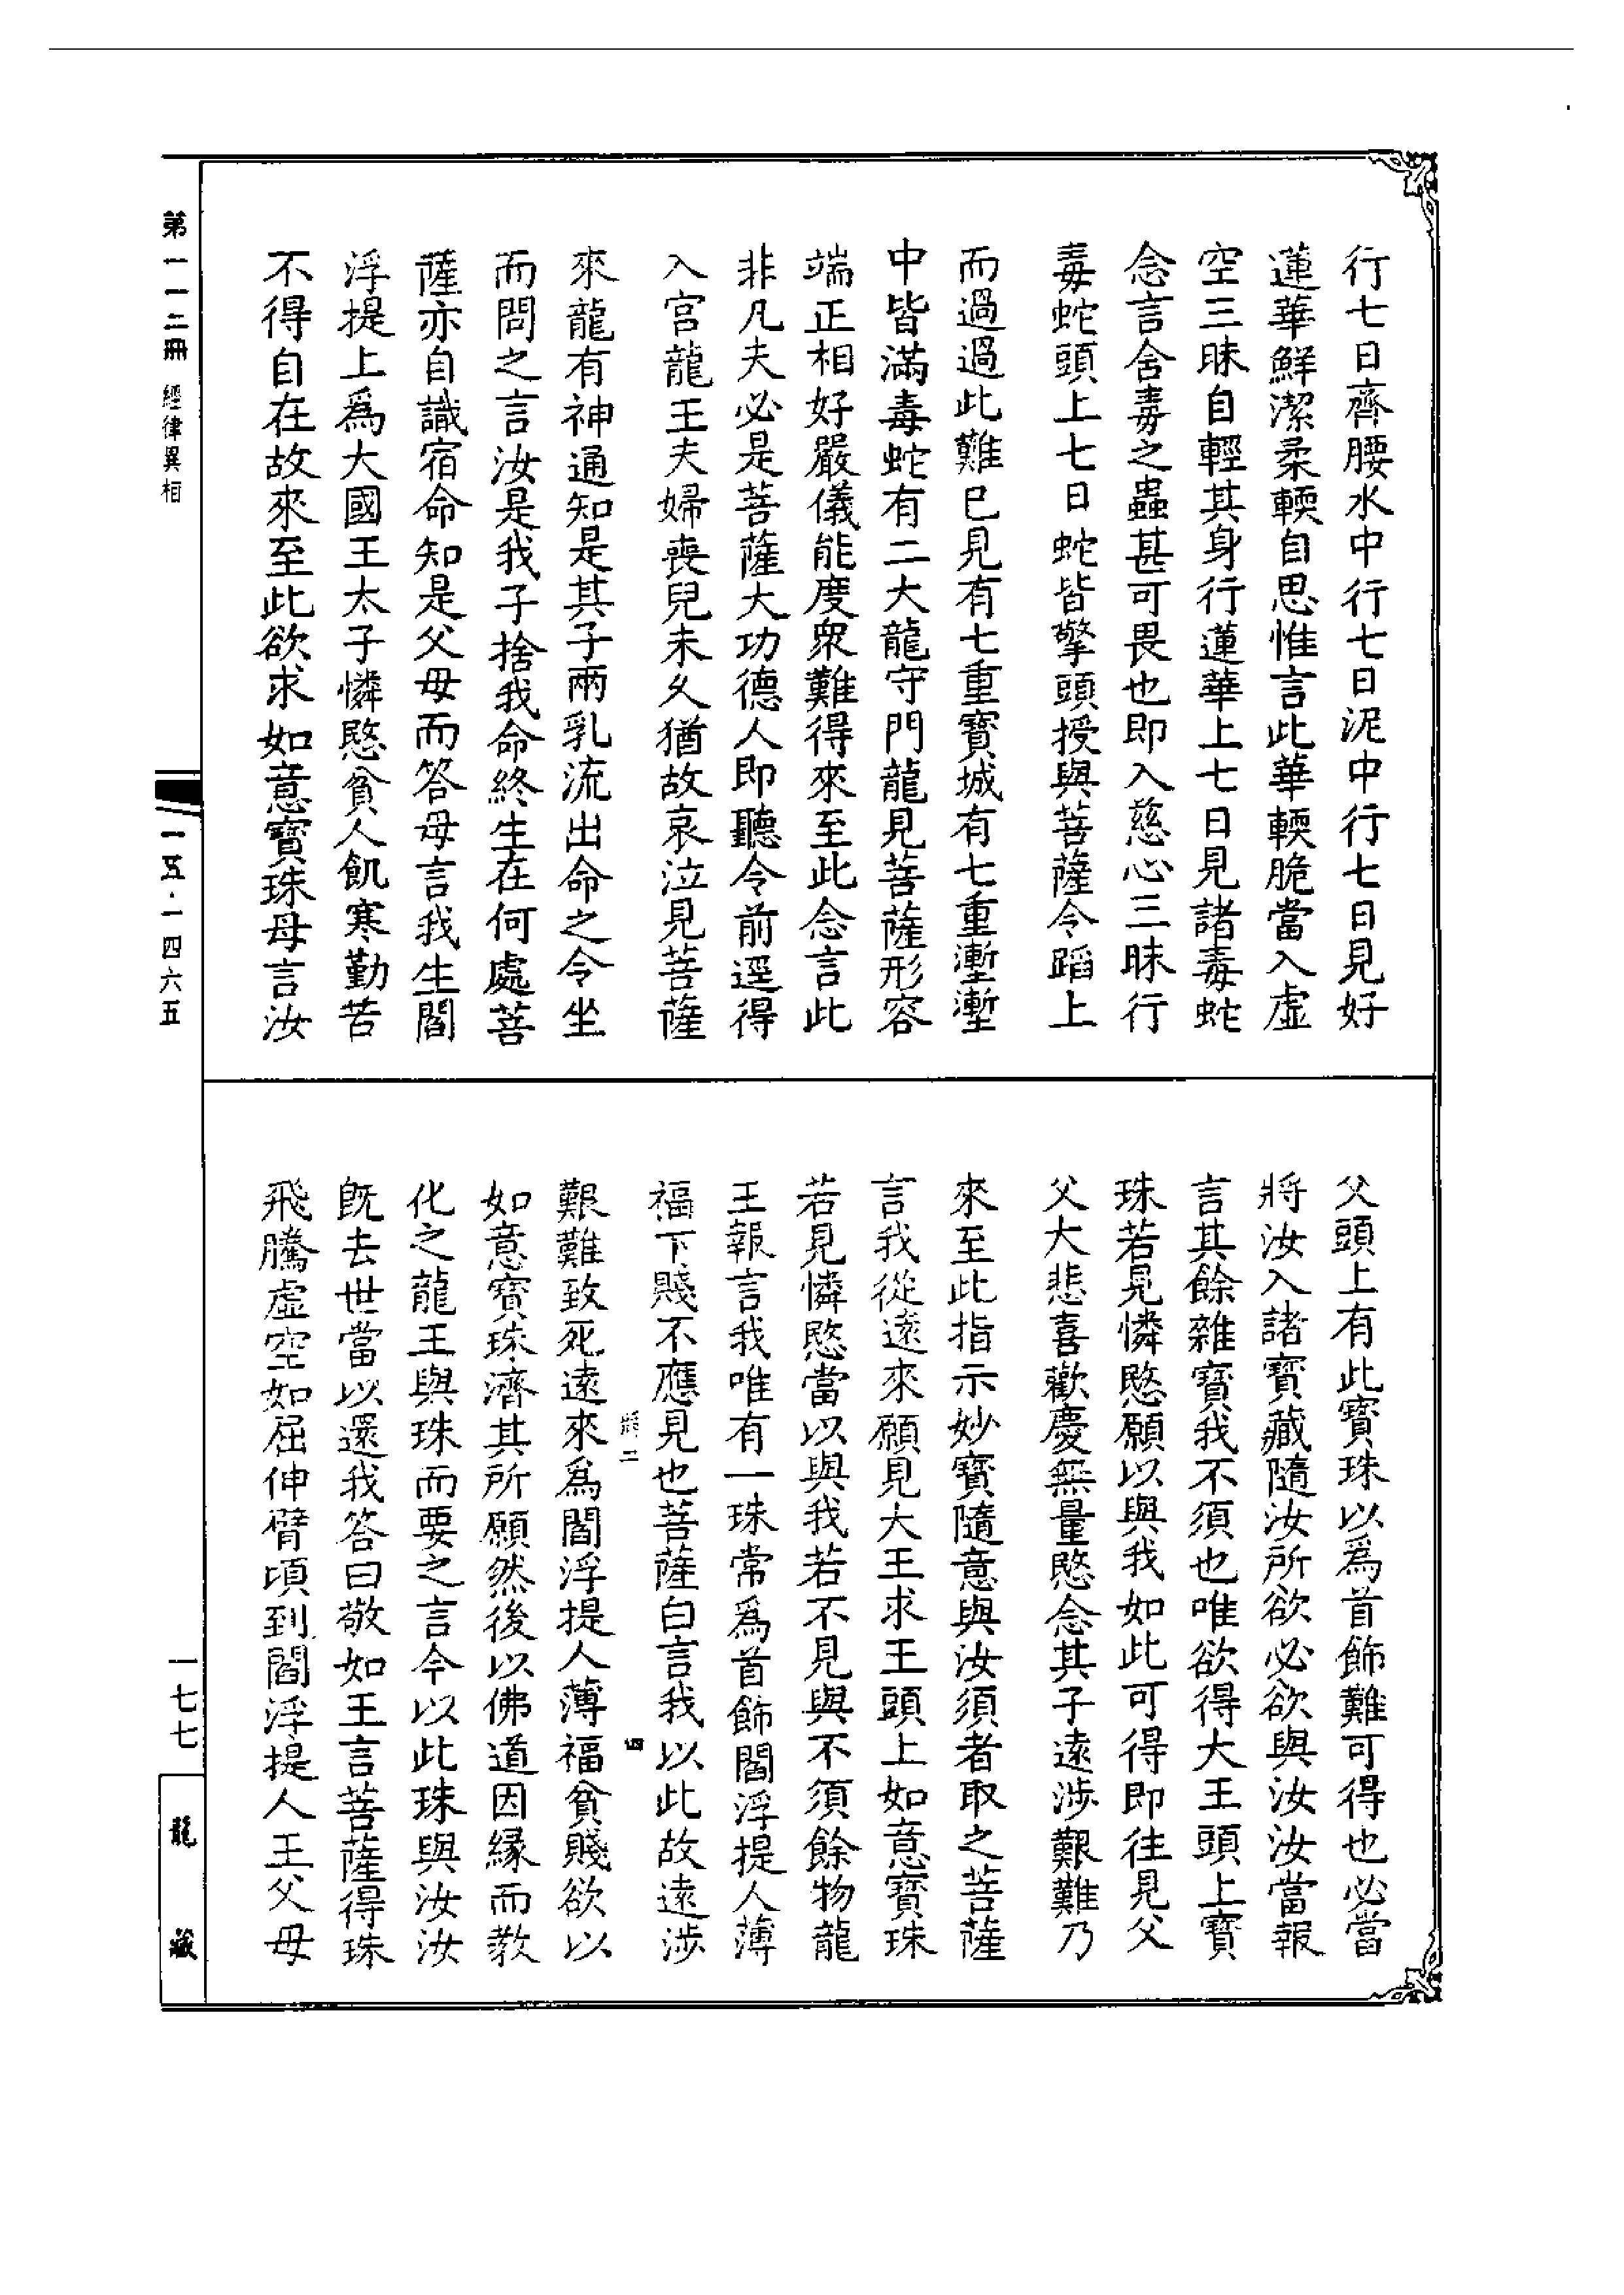 行七日齊腰水中行七日泥中行七日見好
蓮華鮮潔柔輭自思惟言此華輭脆當入虛
空三昧自輕其身行蓮華上七日見諸毒蛇
念言含毒之蟲甚可畏也即入慈心三昧行
毒蛇頭上七日蛇皆擎頭授與菩薩令蹈上
而過過此難已見有七重寶城有七重壍壍
中皆滿毒蛇有二大龍守門龍見菩薩形容
端正相好嚴儀能度衆難得來至此念言此
非凡夫必是菩薩大功德人即聽令前逕得
入宮龍王夫婦喪兒未久猶故哀泣見菩薩
來龍有神通知是其子兩乳流出命之令坐
而問之言汝是我子捨我命終生在何處菩
薩亦自識宿命知是父母而答母言我生閻
浮提上爲大國王太子憐愍貧人飢寒勤苦
不得自在故來至此欲求如意寶珠母言汝
父頭上有此寶珠以爲首飾難可得也必當
將汝入諸寶藏隨汝所欲必欲與汝汝當報
言其餘雜寶我不須也唯欲得大王頭上寶
珠若見憐愍願以與我如此可得即往見父
父大悲喜歡慶無量愍念其子遠涉艱難乃
來至此指示妙寶隨意與汝須者取之菩薩
言我從遠來願見大王求王頭上如意寶珠
若見憐愍當以與我若不見與不須餘物龍
王報言我唯有一珠常爲首飾閻浮提人薄
福下賤不應見也菩薩白言我以此故遠涉
艱難致死遠來爲閻浮提人薄福貧賤欲以
如意寶珠濟其所願然後以佛道因緣而教
化之龍王與珠而要之言今以此珠與汝汝
既去世當以還我答曰敬如王言菩薩得珠
飛騰虛空如屈伸臂頃到閻浮提人王父母
第一一二冊 經律異相
一五·一四六五
一七七
龍藏